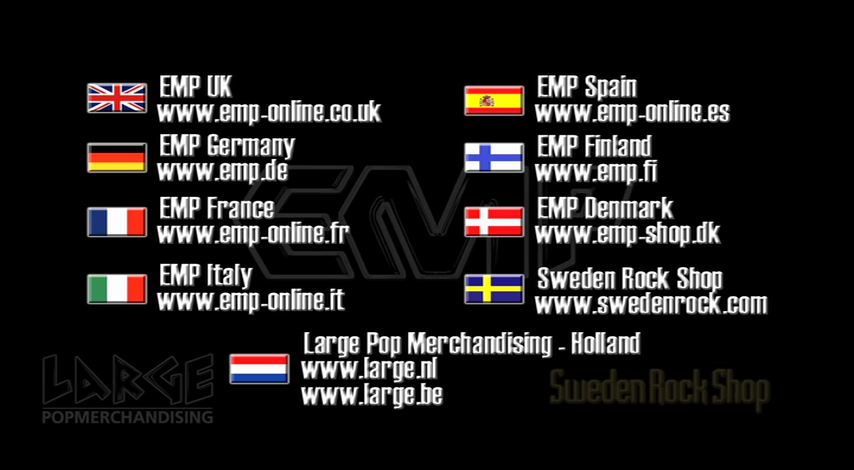 EMP UK
www.emp-online.co.uk
EMP Germany
www.emp.de
EMP France
www.emp-online.fr
EMP Italy
www.emp-online.it
EMP Spain
www.emp-online.es
EMP Finland
www.emp.fi
EMP Denmark
www.emp-shop.dk
Sweden Rock Shop
www.swedenrock.com
EMP
Large Pop Merchandising - Holland
www.large.nl
www.large.be
LARGE
POPMERCHANDISING
Sweden Rock Shop